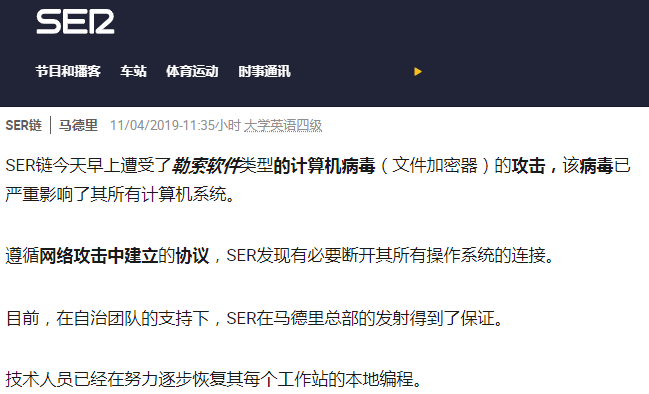 SER
节目和播客 车站 体育运动 时事通讯
SER链 | 马德里 11/04/2019-11:35小时 大学英语四级
SER链今天早上遭受了勒索软件类型的计算机病毒（文件加密器）的攻击，该病毒已
严重影响了其所有计算机系统。
遵循网络攻击中建立的协议，SER发现有必要断开其所有操作系统的连接。
目前，在自治团队的支持下，SER在马德里总部的发射得到了保证。
技术人员已经在努力逐步恢复其每个工作站的本地编程。